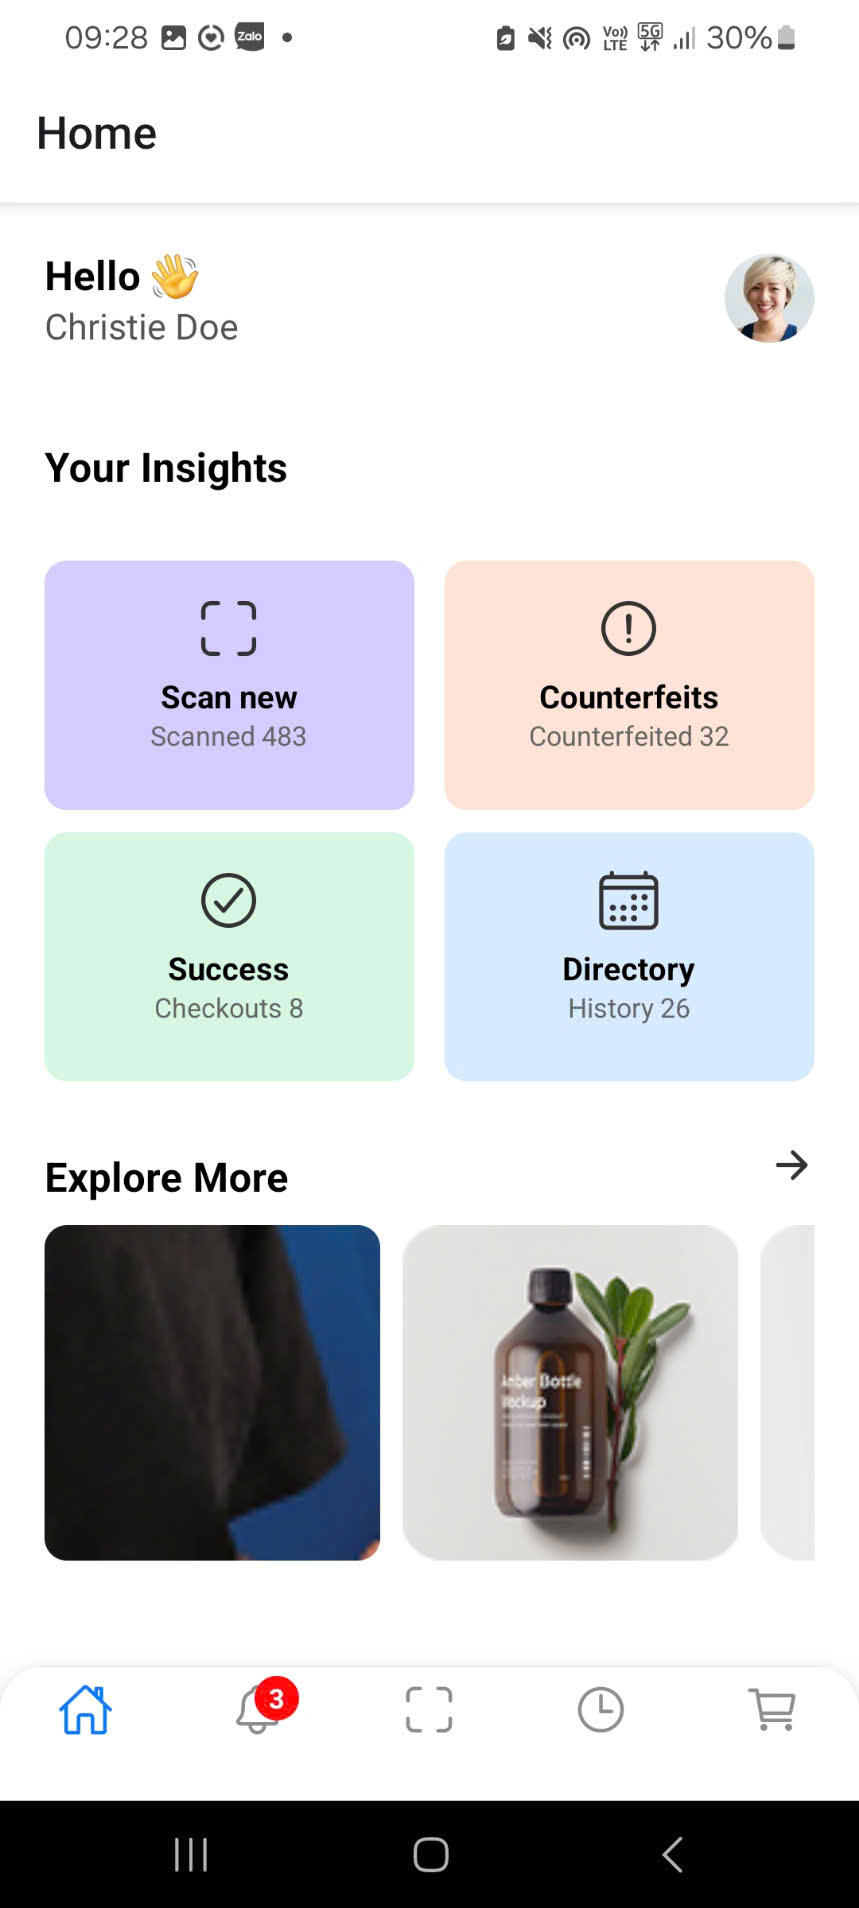 09:28 Zalo Vo)) LTE 5G 30%
Home
Hello 👋
Christie Doe
Your Insights
Scan new
Scanned 483
Counterfeits
Counterfeited 32
Success
Checkouts 8
Directory
History 26
Explore More
Amber Bottle
Mockup
3